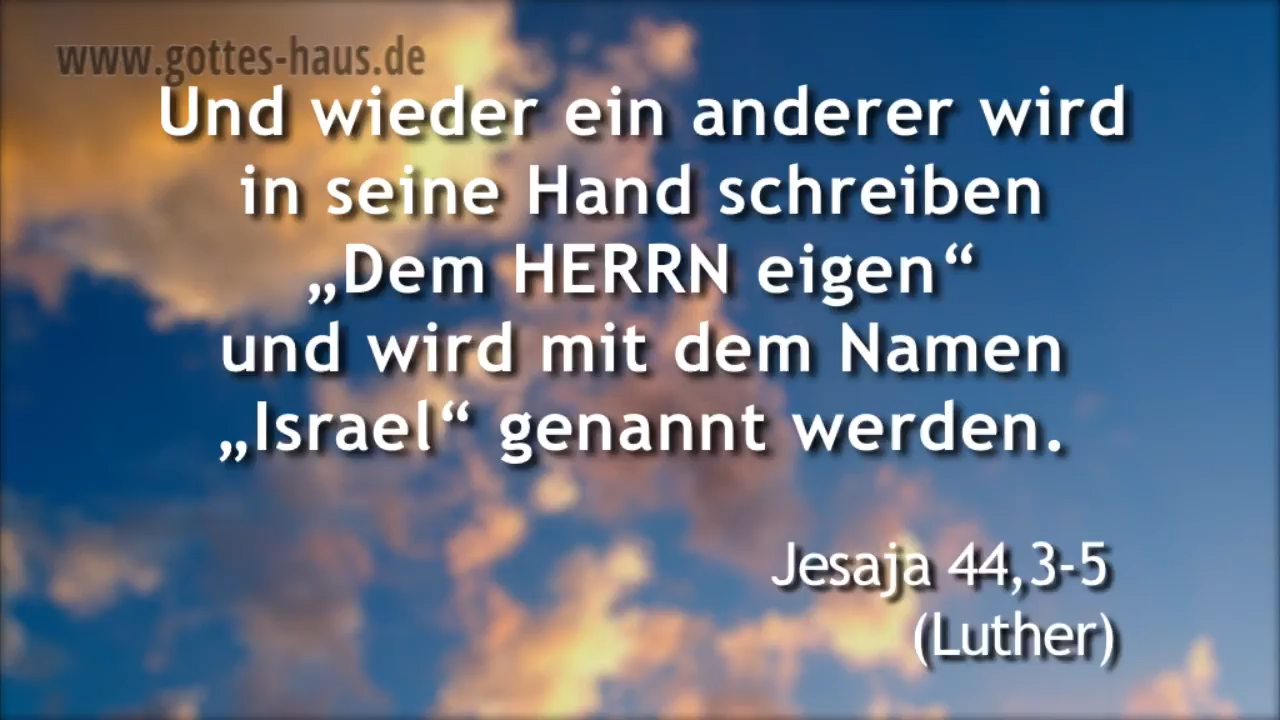 www.gottes-haus.de
Und wieder ein anderer wird
in seine Hand schreiben
„Dem HERRN eigen“
und wird mit dem Namen
„Israel“ genannt werden.
Jesaja 44,3-5
(Luther)